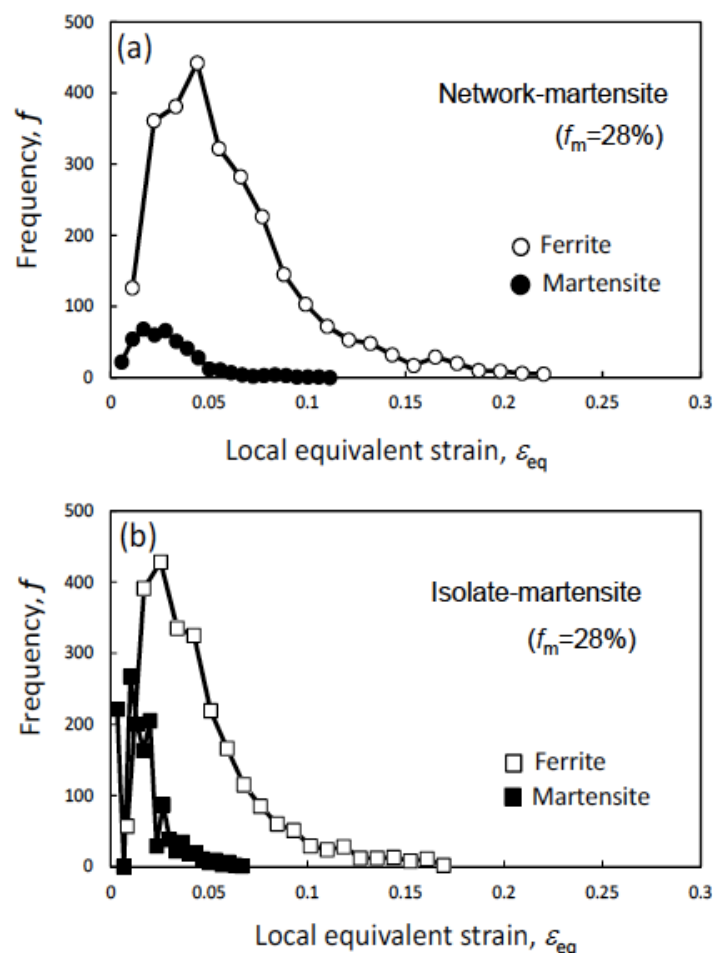 500
(a)
400
Network-martensite
(fm=28%)
300
Frequency, f
200
Ferrite
Martensite
100
0
0 0.05 0.1 0.15 0.2 0.25 0.3
Local equivalent strain, εeq
500
(b)
400
Isolate-martensite
(fm=28%)
300
Frequency, f
200
Ferrite
Martensite
100
0
0 0.05 0.1 0.15 0.2 0.25 0.3
Local equivalent strain, εeq